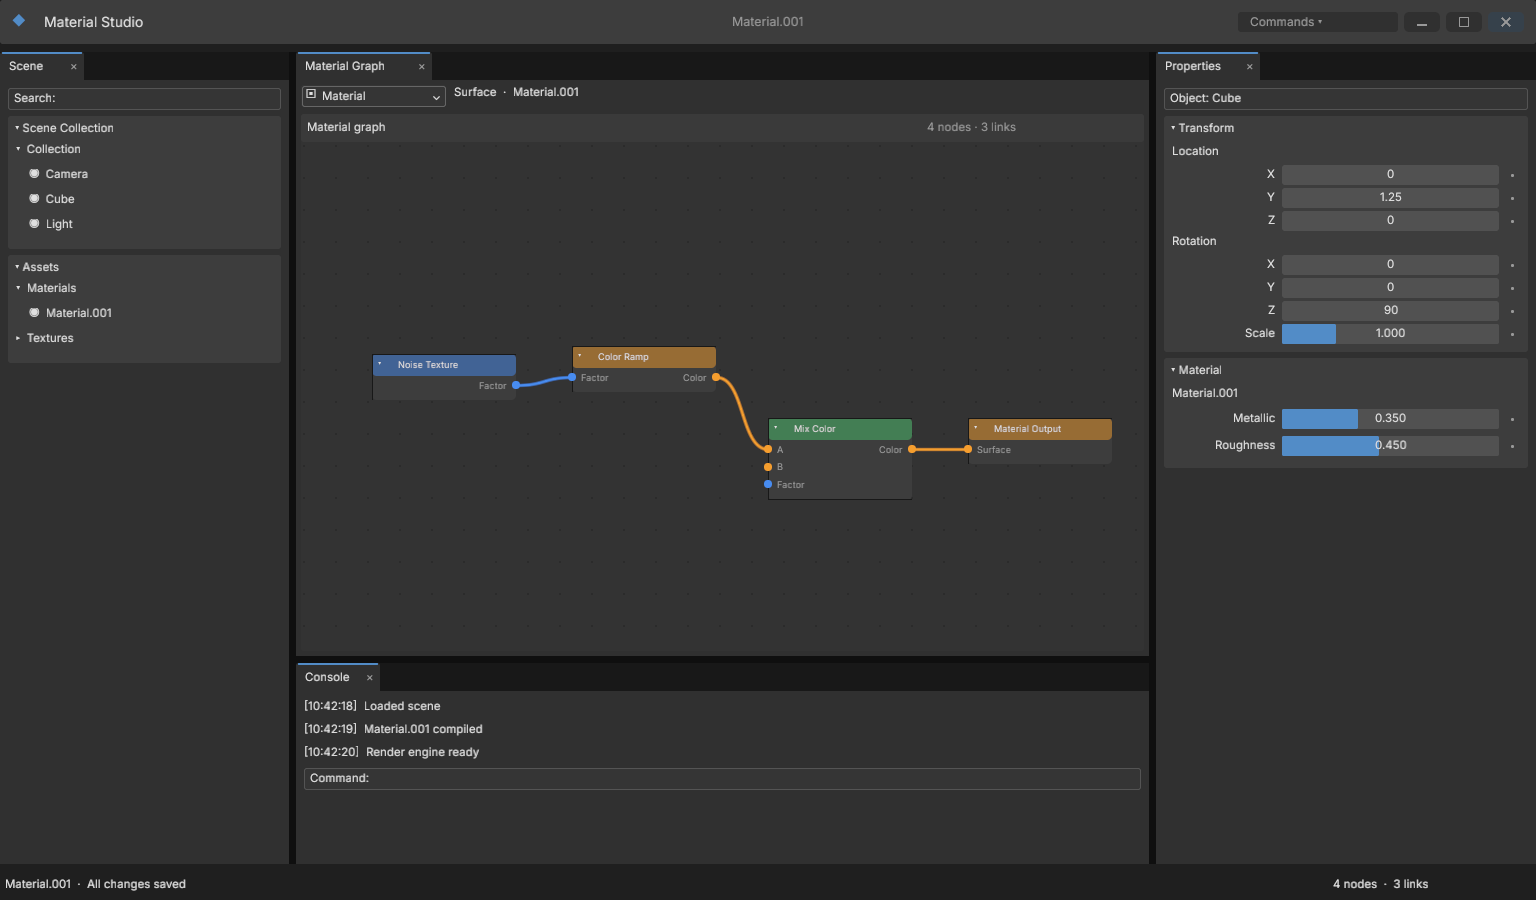 Material Studio
Material.001
Commands
Scene
Search:
Scene Collection
Collection
Camera
Cube
Light
Assets
Materials
Material.001
Textures
Material Graph
Material
Surface · Material.001
Material graph
4 nodes · 3 links
Noise Texture
Factor
Color Ramp
Factor
Color
Mix Color
A
Color
B
Factor
Material Output
Surface
Console
[10:42:18] Loaded scene
[10:42:19] Material.001 compiled
[10:42:20] Render engine ready
Command:
Properties
Object: Cube
Transform
Location
X 0
Y 1.25
Z 0
Rotation
X 0
Y 0
Z 90
Scale 1.000
Material
Material.001
Metallic 0.350
Roughness 0.450
Material.001 · All changes saved
4 nodes · 3 links